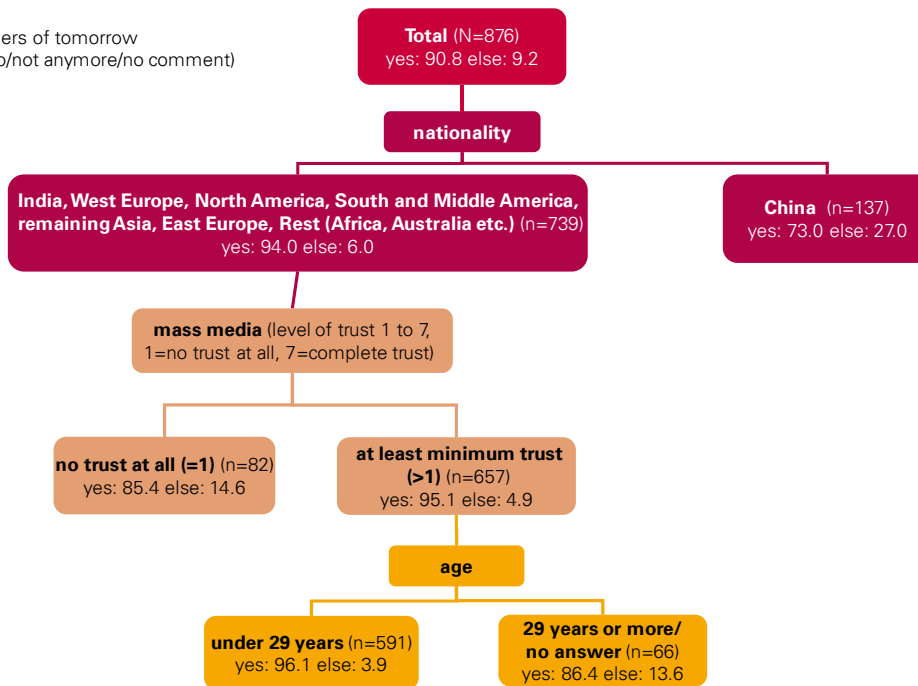 ers of tomorrow
/not anymore/no comment)
Total (N=876)
yes: 90.8 else: 9.2
nationality
India, West Europe, North America, South and Middle America,
remaining Asia, East Europe, Rest (Africa, Australia etc.) (n=739)
yes: 94.0 else: 6.0
China (n=137)
yes: 73.0 else: 27.0
mass media (level of trust 1 to 7,
1=no trust at all, 7=complete trust)
no trust at all (=1) (n=82)
yes: 85.4 else: 14.6
at least minimum trust
(>1) (n=657)
yes: 95.1 else: 4.9
age
under 29 years (n=591)
yes: 96.1 else: 3.9
29 years or more/
no answer (n=66)
yes: 86.4 else: 13.6